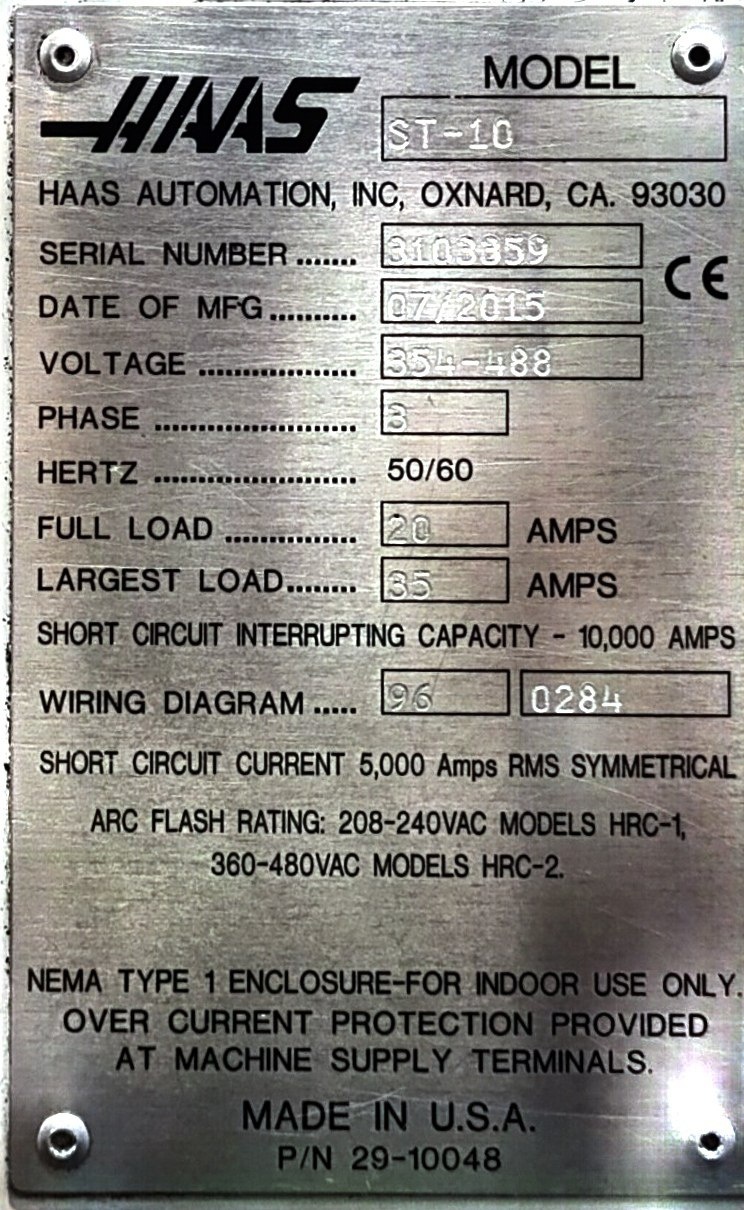 HAAS
MODEL
ST-10
HAAS AUTOMATION, INC, OXNARD, CA. 93030
SERIAL NUMBER ....... 3103359
CE
DATE OF MFG .......... 07/2015
VOLTAGE ................. 354-488
PHASE ...................... 3
HERTZ ...................... 50/60
FULL LOAD .............. 20 AMPS
LARGEST LOAD........ 35 AMPS
SHORT CIRCUIT INTERRUPTING CAPACITY - 10,000 AMPS
WIRING DIAGRAM ..... 96 0284
SHORT CIRCUIT CURRENT 5,000 Amps RMS SYMMETRICAL
ARC FLASH RATING: 208-240VAC MODELS HRC-1,
360-480VAC MODELS HRC-2.
NEMA TYPE 1 ENCLOSURE-FOR INDOOR USE ONLY.
OVER CURRENT PROTECTION PROVIDED
AT MACHINE SUPPLY TERMINALS.
MADE IN U.S.A.
P/N 29-10048